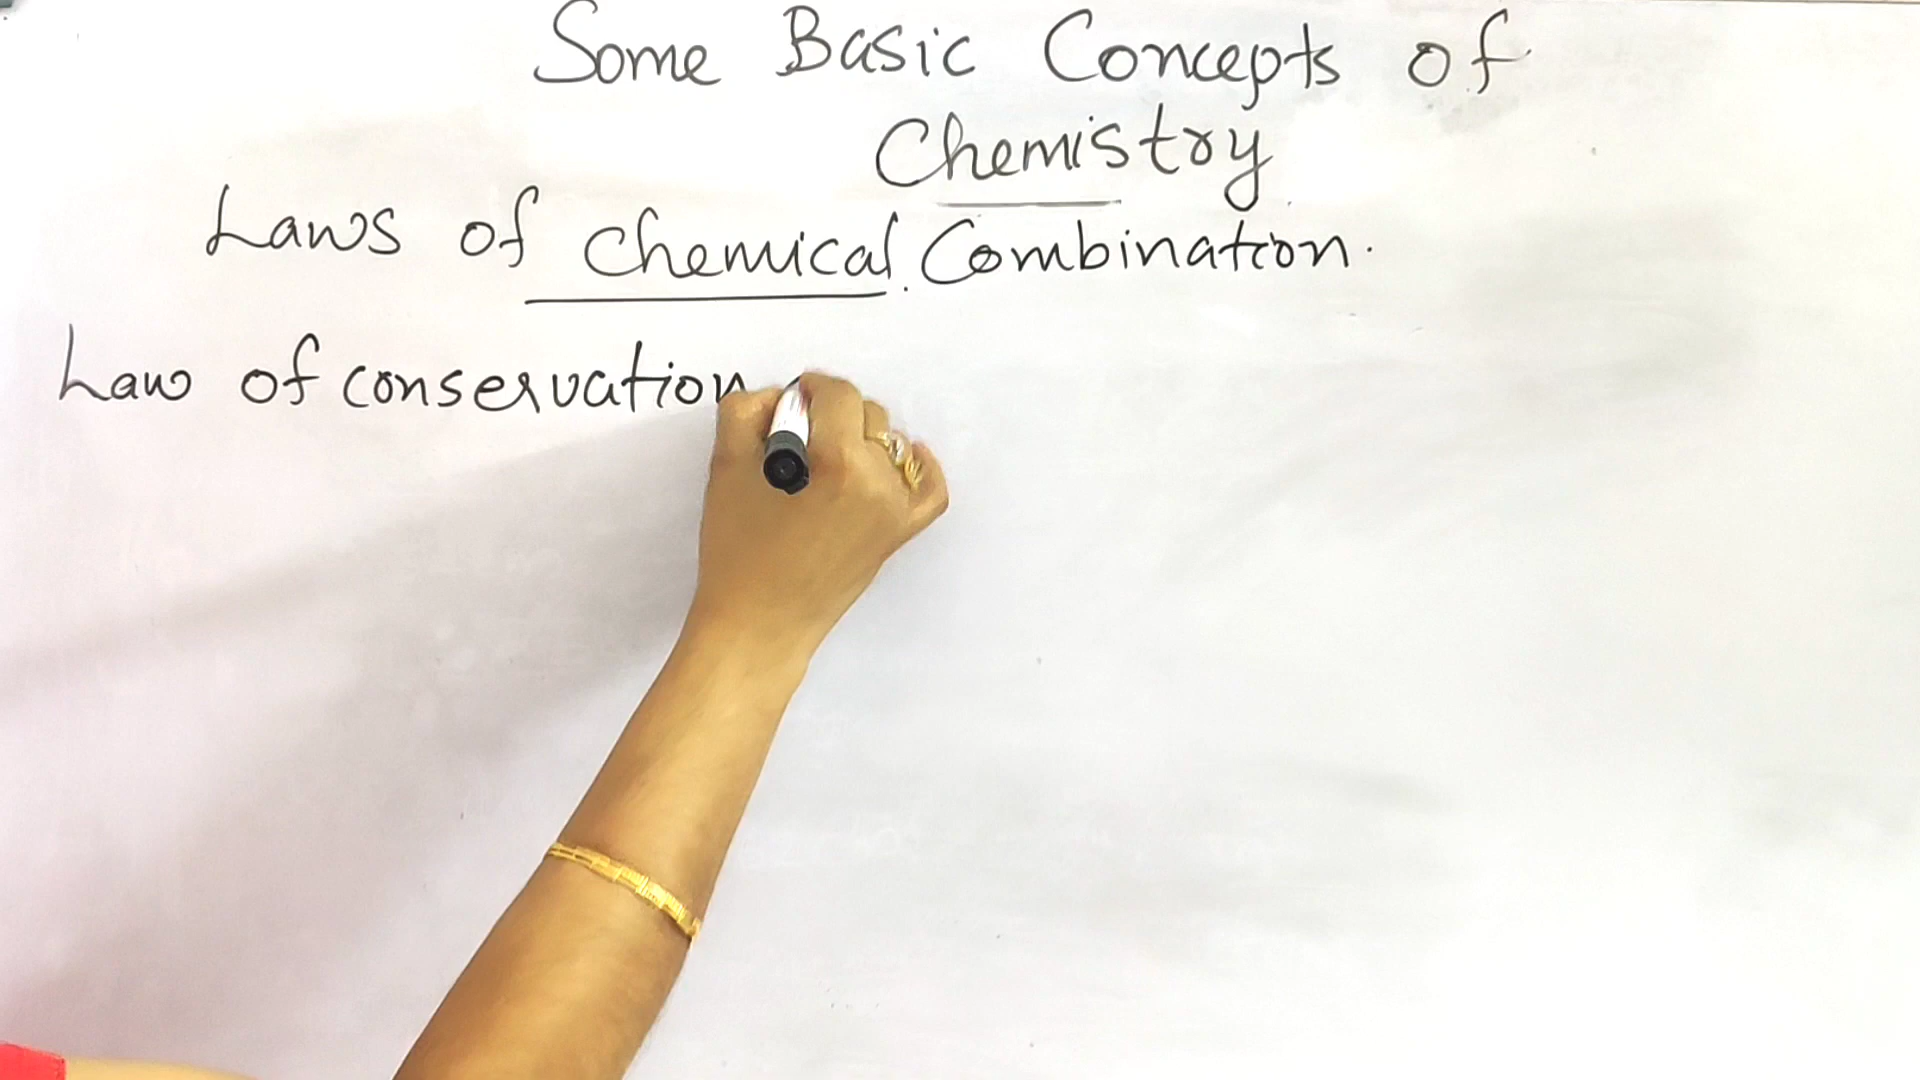 Some Basic Concepts of
Chemistry
Laws of Chemical Combination.
Law of conservation